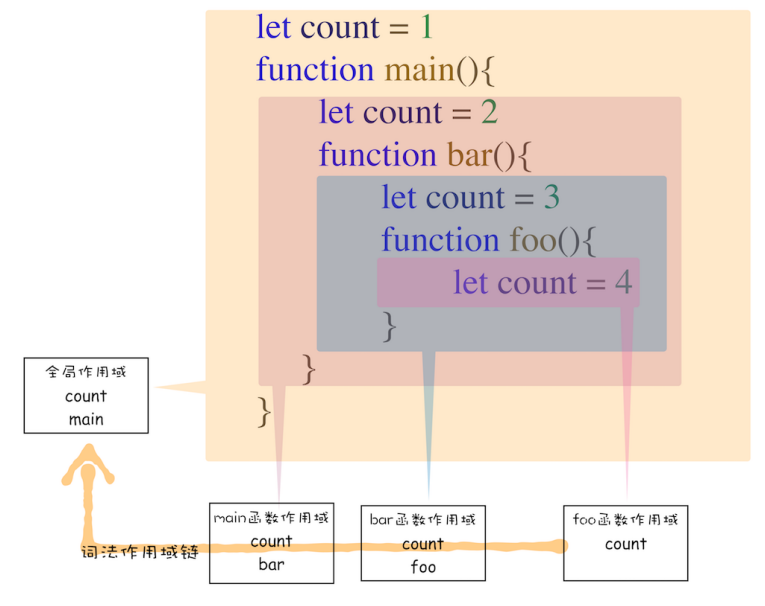 let count = 1
function main(){
let count = 2
function bar(){
let count = 3
function foo(){
let count = 4
}
}
}
全局作用域
count
main
main函数作用域
count
bar
bar函数作用域
count
foo
foo函数作用域
count
词法作用域链